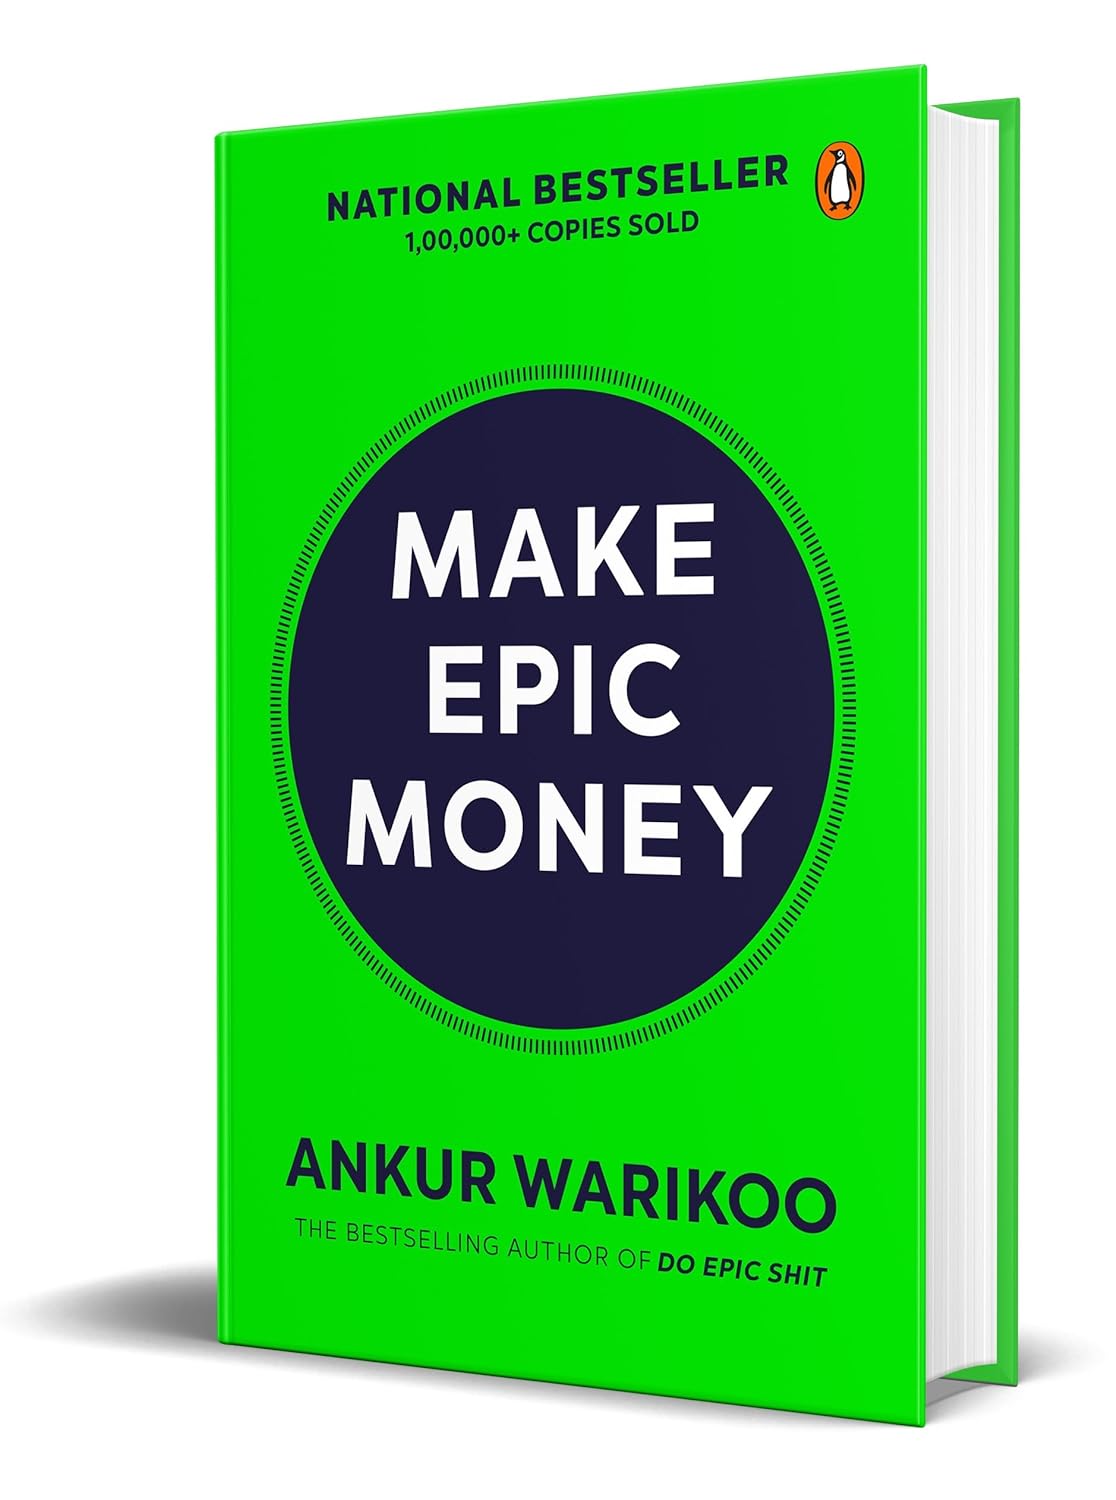 NATIONAL BESTSELLER
1,00,000+ COPIES SOLD
MAKE
EPIC
MONEY
ANKUR WARIKOO
THE BESTSELLING AUTHOR OF DO EPIC SHIT